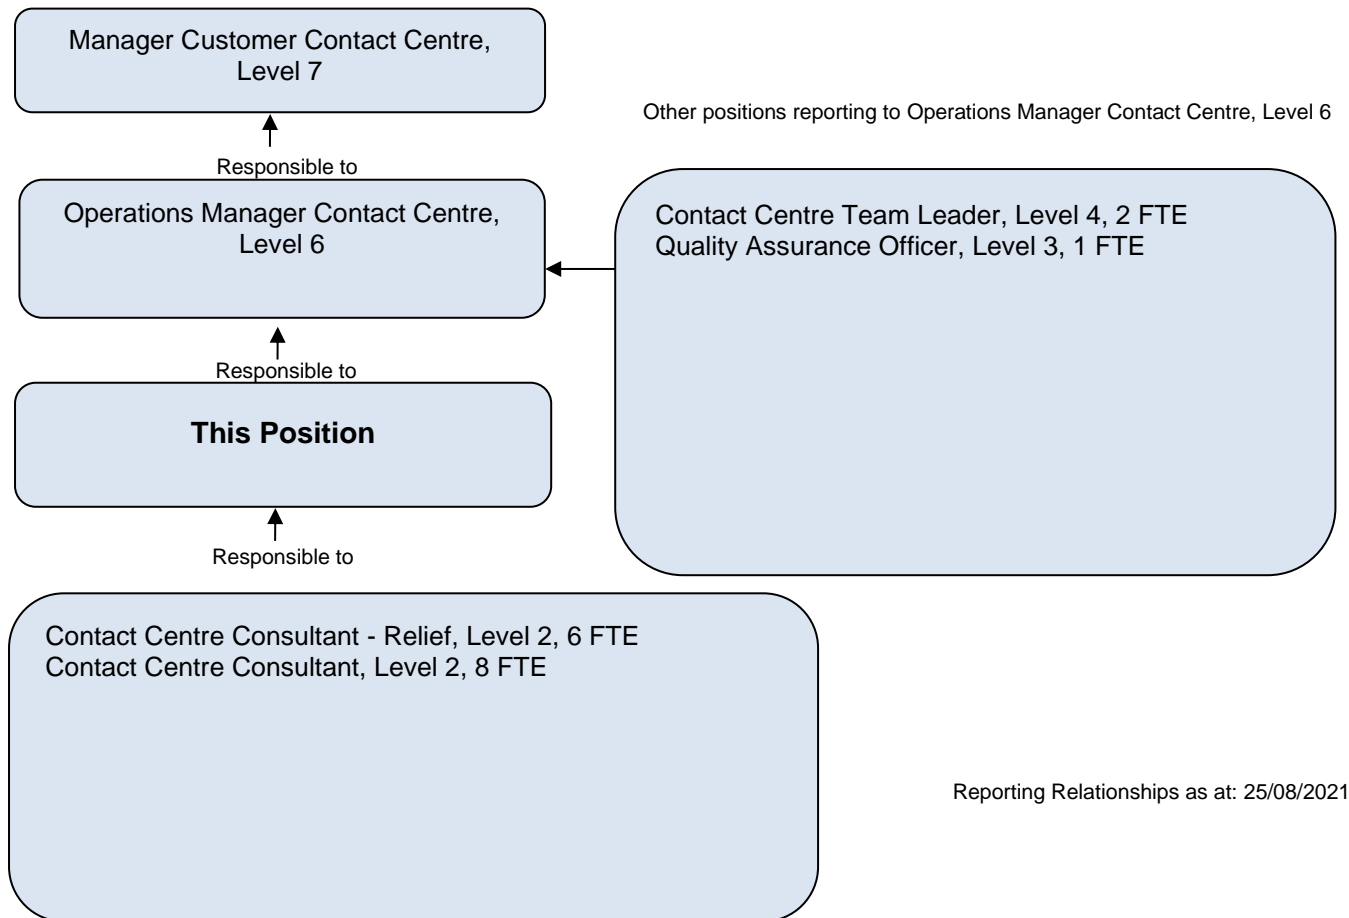 Manager Customer Contact Centre,
Level 7
Other positions reporting to Operations Manager Contact Centre, Level 6
Responsible to
Operations Manager Contact Centre,
Level 6
Contact Centre Team Leader, Level 4, 2 FTE
Quality Assurance Officer, Level 3, 1 FTE
Responsible to
This Position
Responsible to
Contact Centre Consultant - Relief, Level 2, 6 FTE
Contact Centre Consultant, Level 2, 8 FTE
Reporting Relationships as at: 25/08/2021